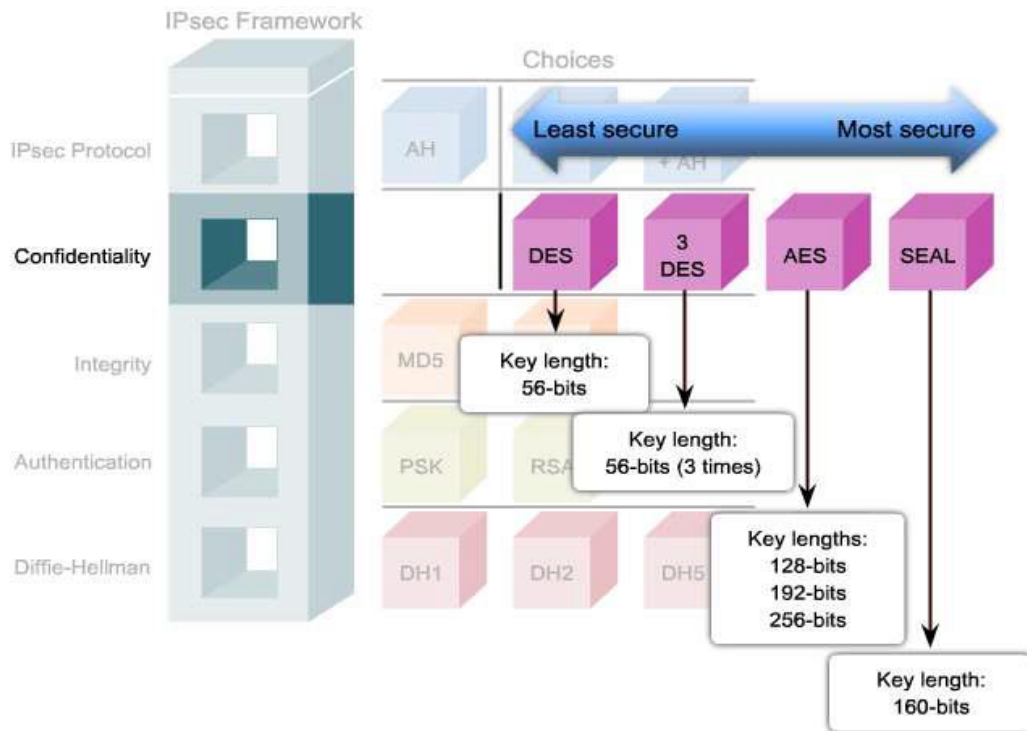 IPsec Framework
Choices
Least secure
Most secure
IPsec Protocol
AH
+ AH
Confidentiality
DES
3
DES
AES
SEAL
Integrity
MD5
Key length:
56-bits
Authentication
PSK
RSA
Key length:
56-bits (3 times)
Diffie-Hellman
DH1
DH2
DH5
Key lengths:
128-bits
192-bits
256-bits
Key length:
160-bits